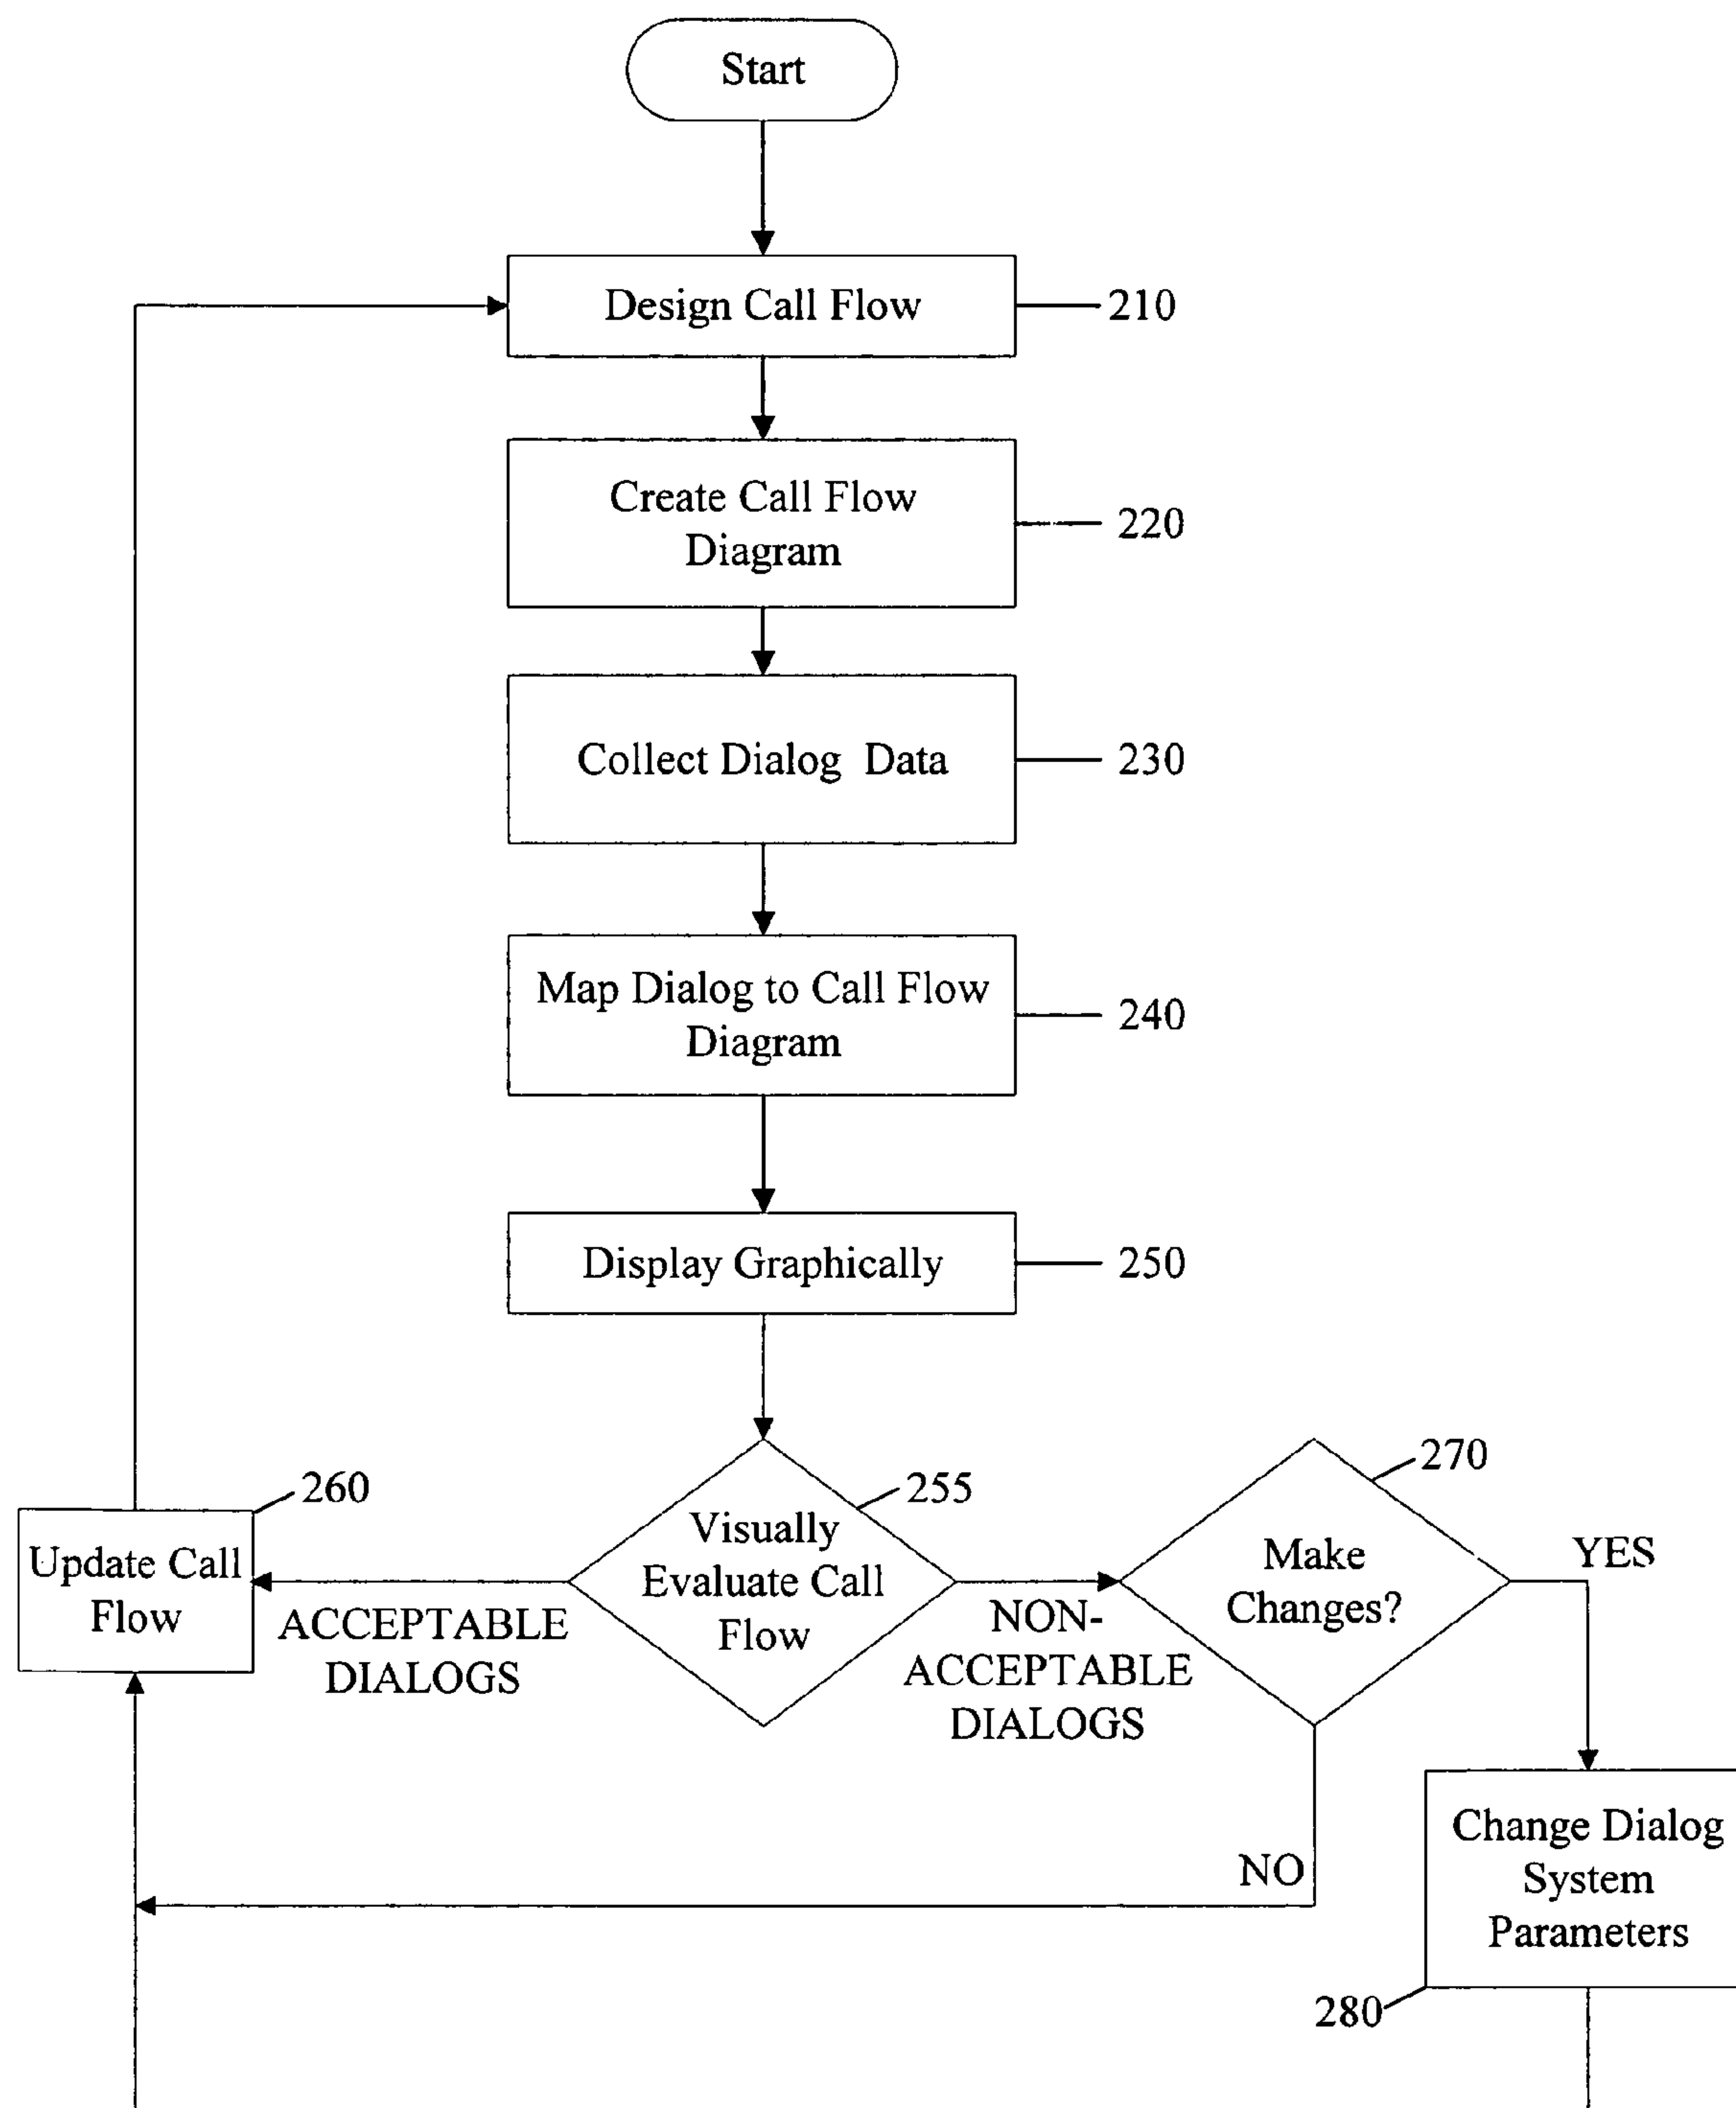 Start
Design Call Flow
210
Create Call Flow
Diagram
220
Collect Dialog Data
230
Map Dialog to Call Flow
Diagram
240
Display Graphically
250
Visually
Evaluate Call
Flow
255
ACCEPTABLE
DIALOGS
Update Call
Flow
260
NON-
ACCEPTABLE
DIALOGS
Make
Changes?
270
YES
NO
Change Dialog
System
Parameters
280